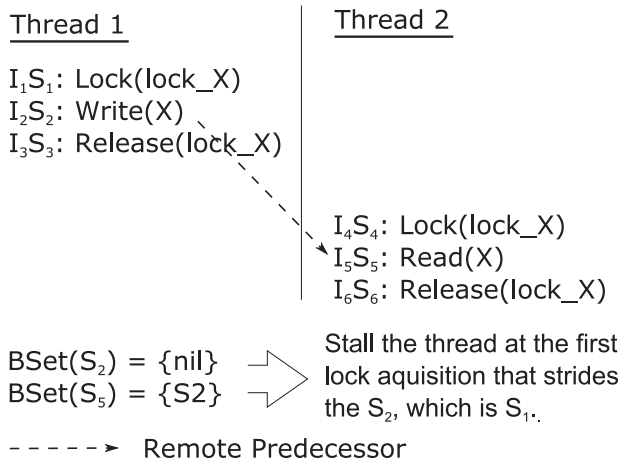 Thread 1
I₁S₁: Lock(lock_X)
I₂S₂: Write(X)
I₃S₃: Release(lock_X)
Thread 2
I₄S₄: Lock(lock_X)
I₅S₅: Read(X)
I₆S₆: Release(lock_X)
BSet(S₂) = {nil}
BSet(S₅) = {S2}
Stall the thread at the first
lock aquisition that strides
the S₂, which is S₁..
Remote Predecessor